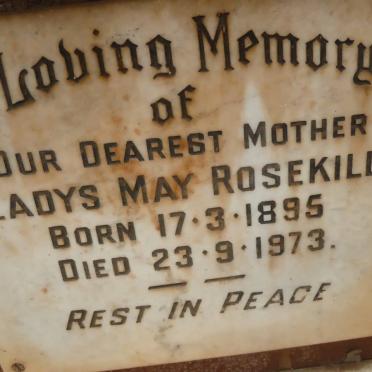 Loving Memory
of
OUR DEAREST MOTHER
LADYS MAY ROSEKILL
BORN 17·3·1895
DIED 23·9·1973.
REST IN PEACE